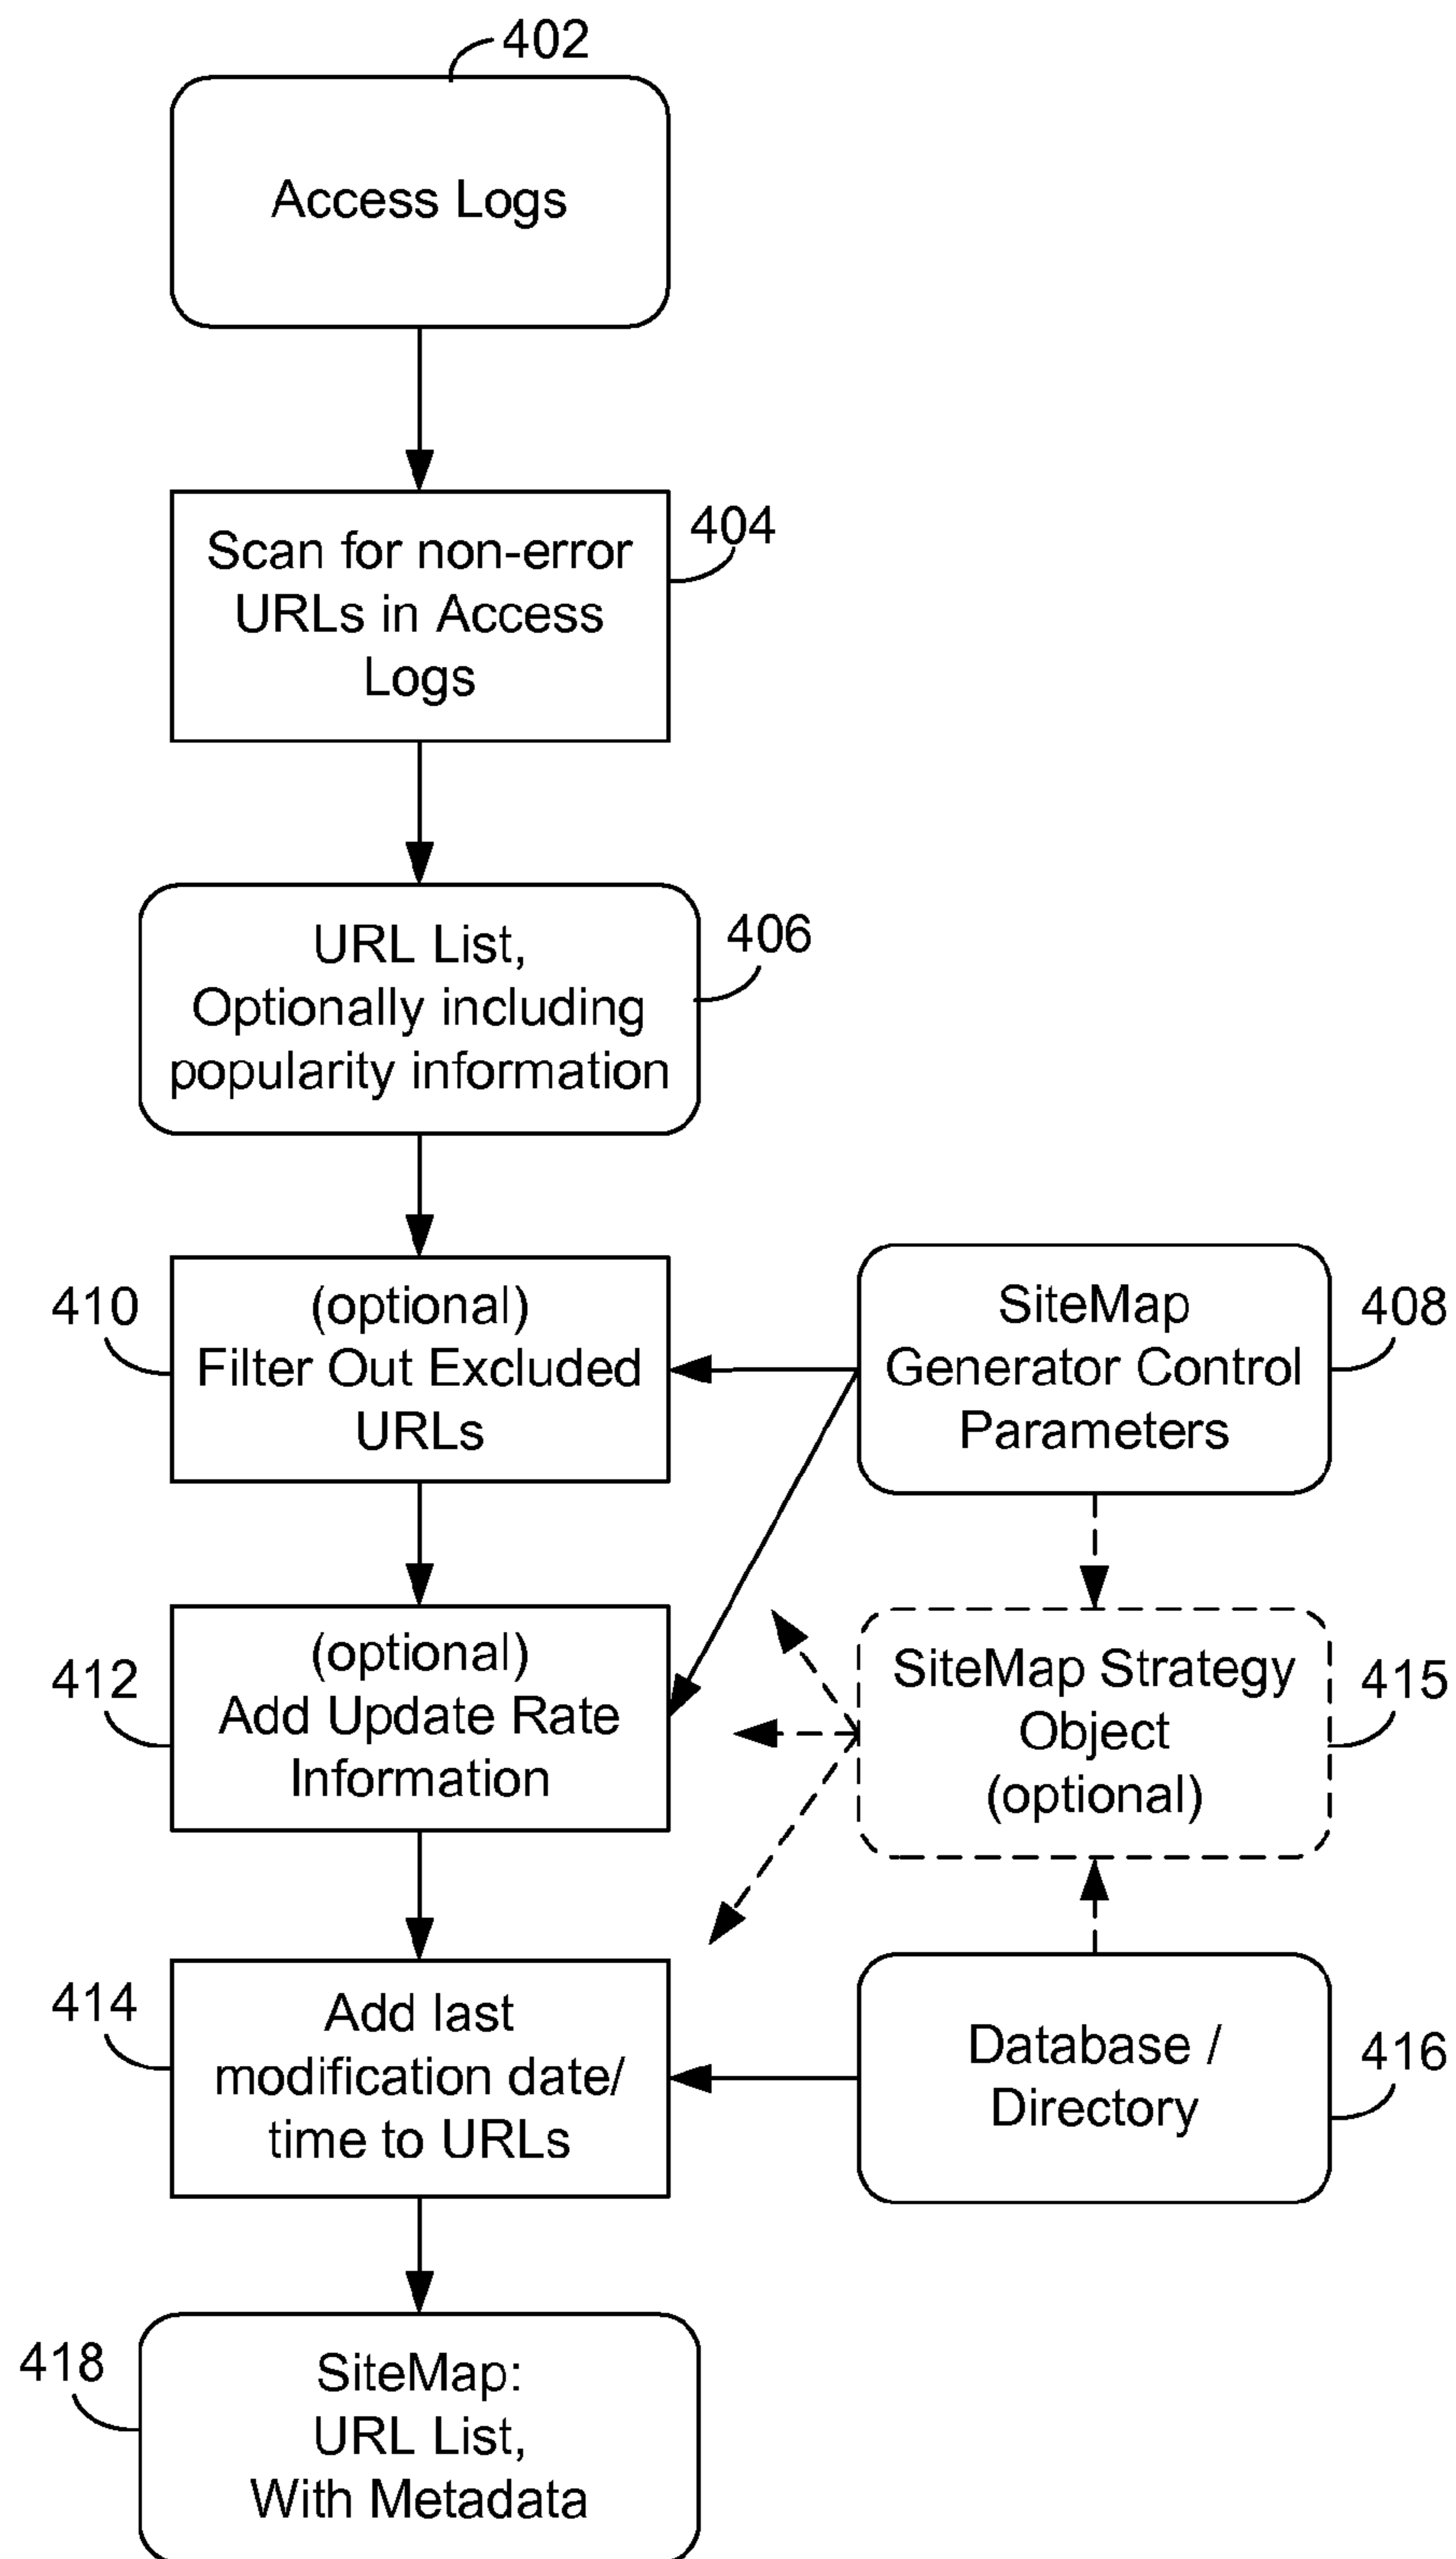 402
Access Logs
404
Scan for non-error
URLs in Access
Logs
406
URL List,
Optionally including
popularity information
410
(optional)
Filter Out Excluded
URLs
408
SiteMap
Generator Control
Parameters
412
(optional)
Add Update Rate
Information
415
SiteMap Strategy
Object
(optional)
414
Add last
modification date/
time to URLs
416
Database /
Directory
418
SiteMap:
URL List,
With Metadata